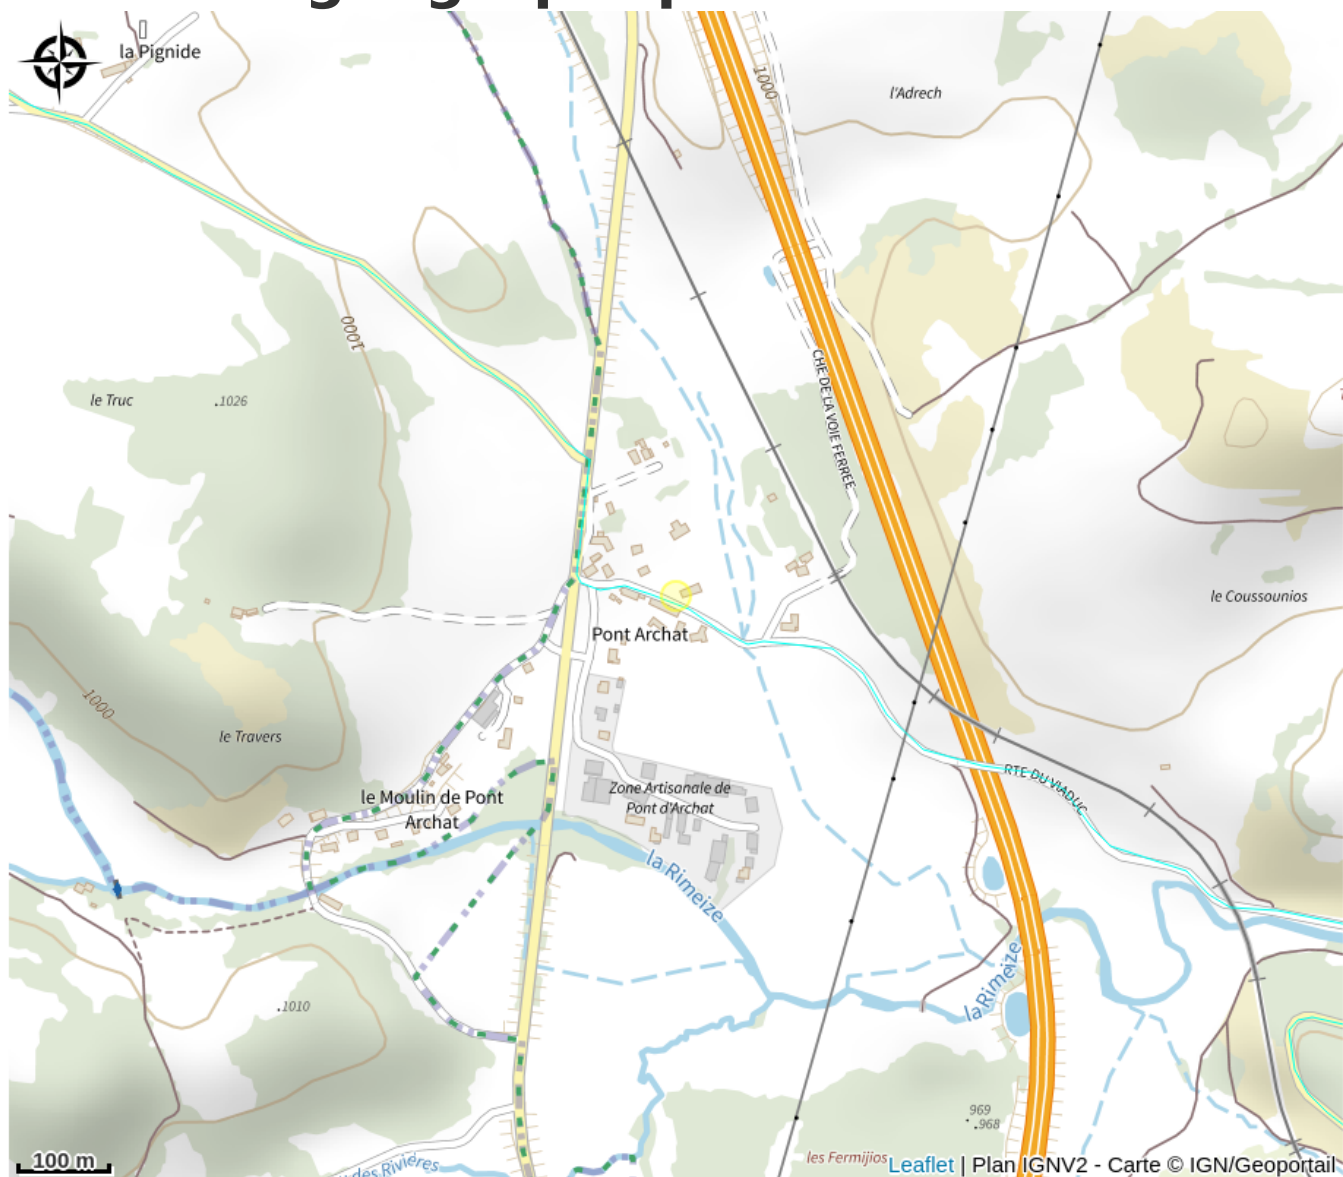 la Pignide
1000
l'Adrech
1000
le Truc
.1026
CHE DE LA VOIE FERREE
le Coussounios
Pont Archat
1000
le Travers
RTE DU VIADUC
Zone Artisanale de
Pont d'Archat
le Moulin de Pont
Archat
la Rimeize
la Rimeize
.1010
969
.968
des Rivières
les Fermijios
100 m
Leaflet | Plan IGNV2 - Carte © IGN/Geoportail